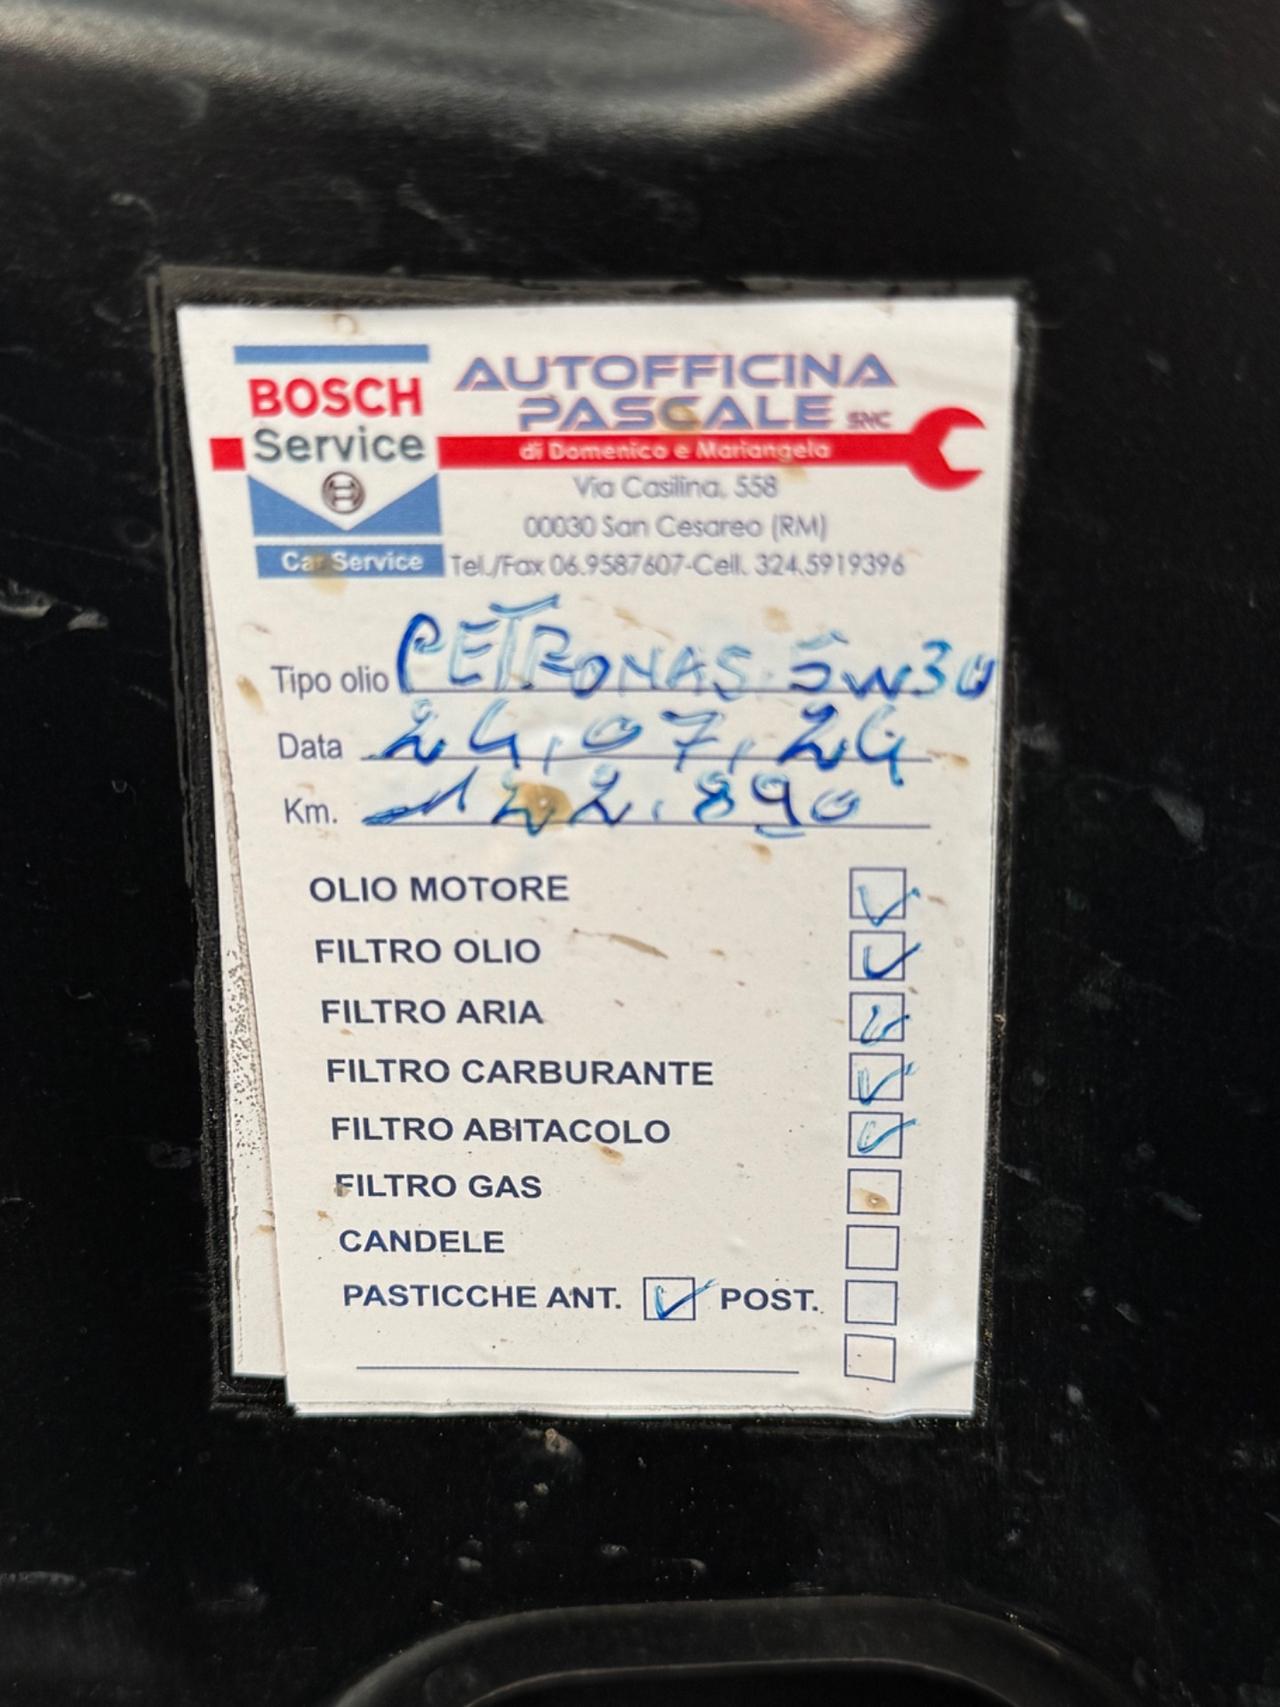 BOSCH
Service
Car Service
AUTOFFICINA
PASCALE SNC
di Domenico e Mariangela
Via Casilina, 558
00030 San Cesareo (RM)
Tel./Fax 06.9587607-Cell. 324.5919396
Tipo olio PETRONAS 5W30
Data 24,07,24
Km. 122.890
OLIO MOTORE
FILTRO OLIO
FILTRO ARIA
FILTRO CARBURANTE
FILTRO ABITACOLO
FILTRO GAS
CANDELE
PASTICCHE ANT. POST.